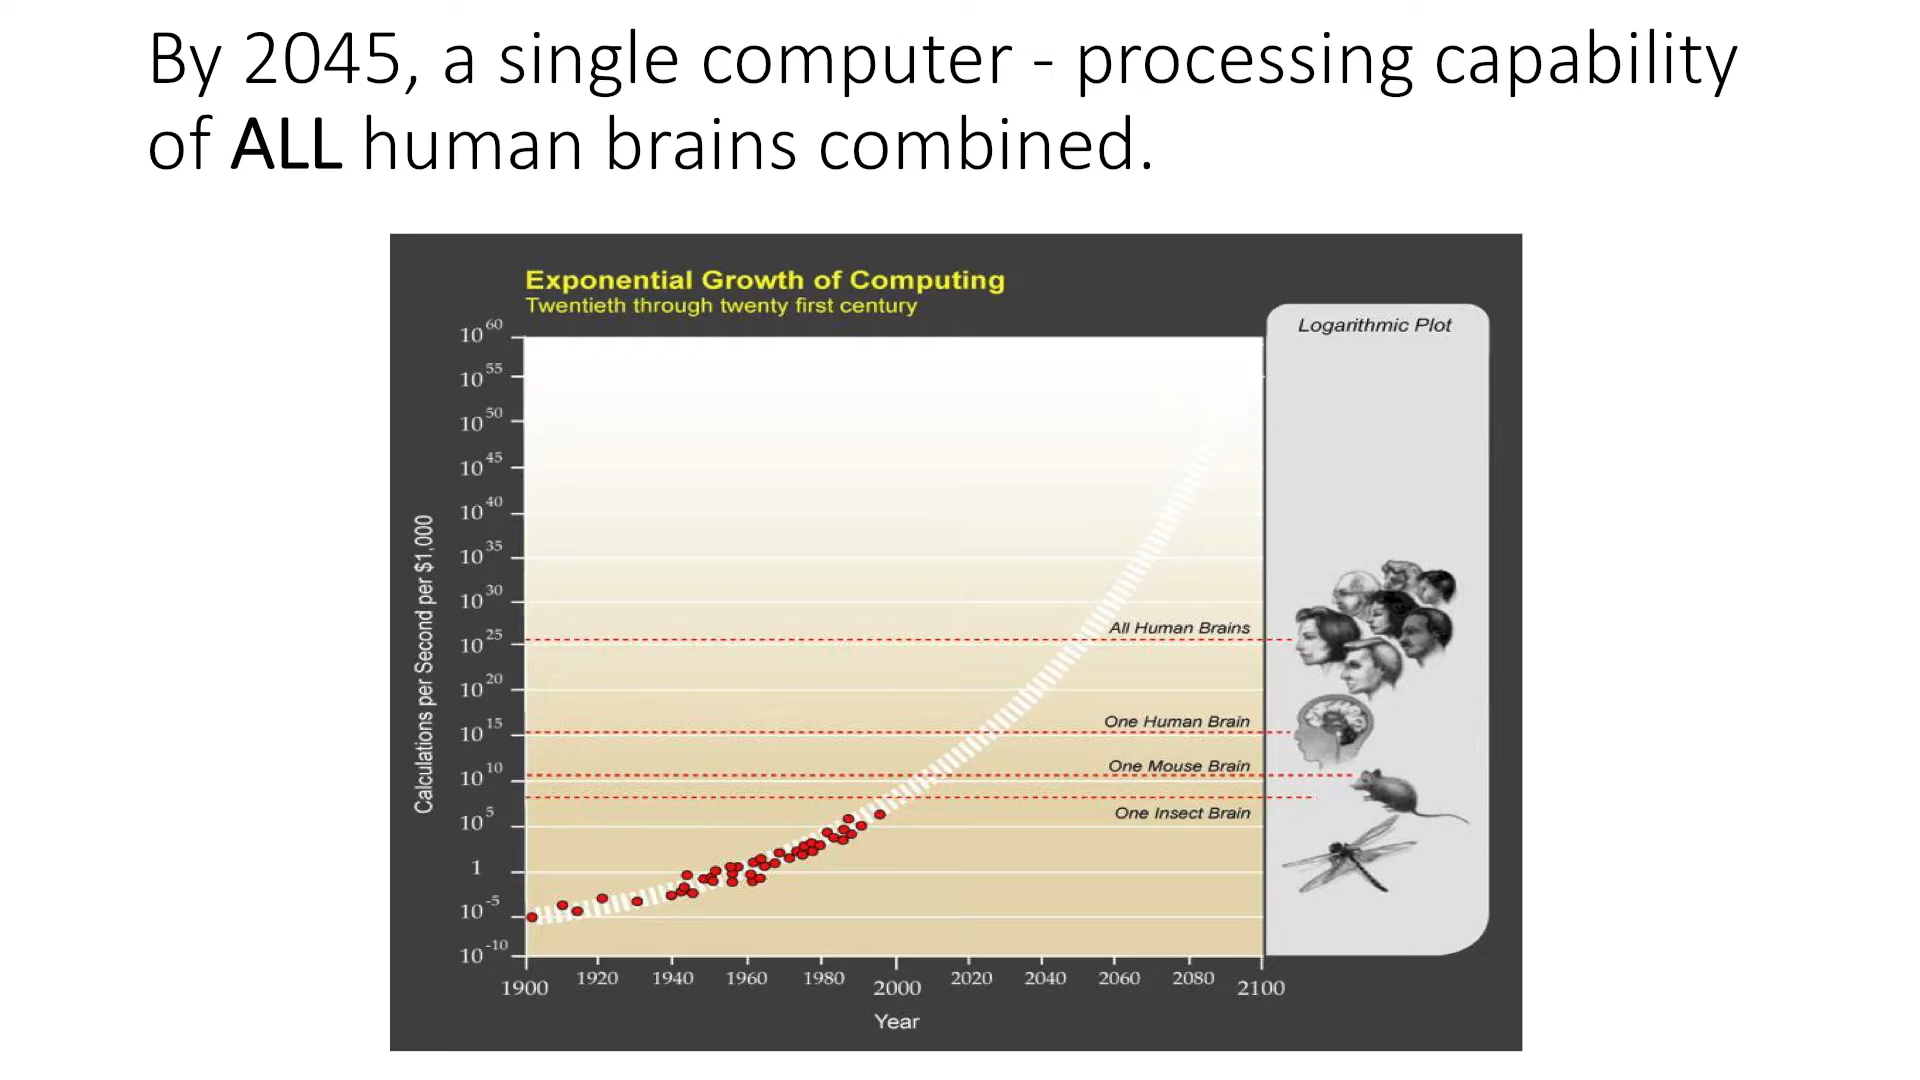 By 2045, a single computer - processing capability
of ALL human brains combined.
Exponential Growth of Computing
Twentieth through twenty first century
Logarithmic Plot
Calculations per Second per $1,000
10^60
10^55
10^50
10^45
10^40
10^35
10^30
10^25
10^20
10^15
10^10
10^5
1
10^-5
10^-10
All Human Brains
One Human Brain
One Mouse Brain
One Insect Brain
1900 1920 1940 1960 1980 2000 2020 2040 2060 2080 2100
Year